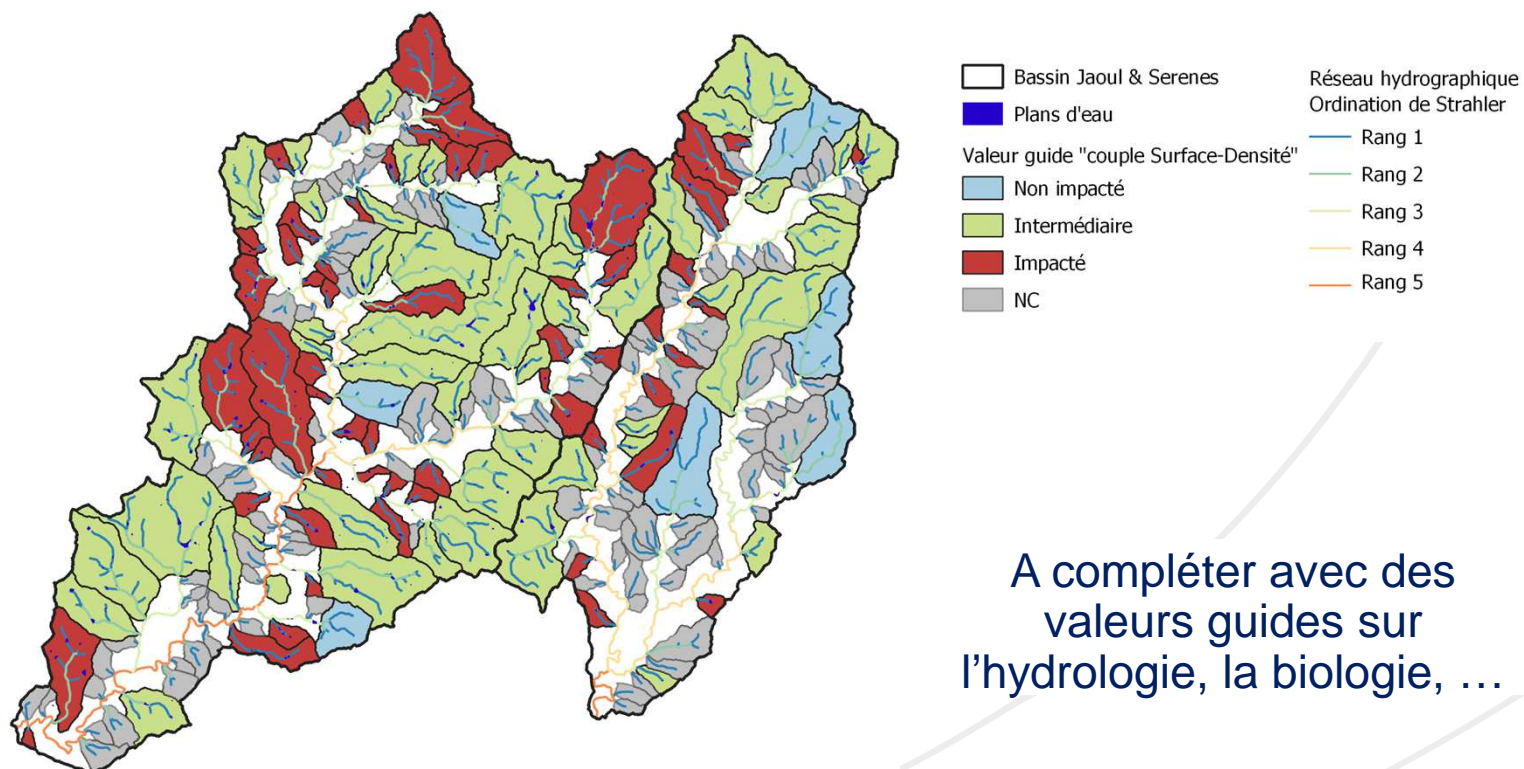 Bassin Jaoul & Serenes
Plans d'eau
Valeur guide "couple Surface-Densité"
Non impacté
Intermédiaire
Impacté
NC
Réseau hydrographique
Ordination de Strahler
Rang 1
Rang 2
Rang 3
Rang 4
Rang 5
A compléter avec des
valeurs guides sur
l’hydrologie, la biologie, …